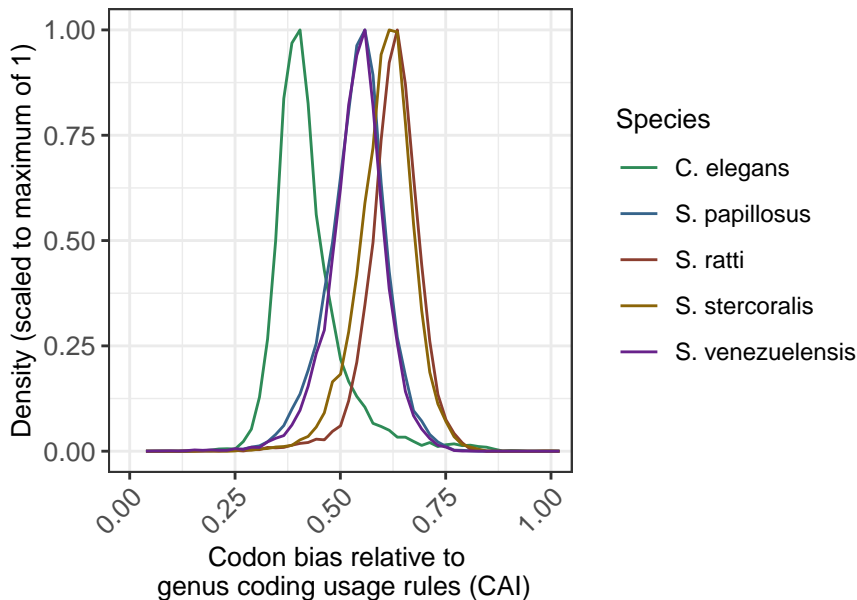 Density (scaled to maximum of 1)
1.00
0.75
0.50
0.25
0.00
0.00
0.25
0.50
0.75
1.00
Codon bias relative to
genus coding usage rules (CAI)
Species
C. elegans
S. papillosus
S. ratti
S. stercoralis
S. venezuelensis